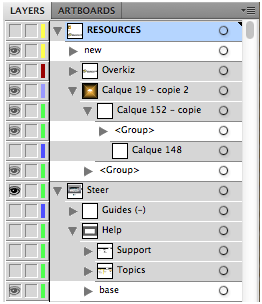 LAYERS ARTBOARDS
RESOURCES
new
Overkiz
Calque 19 - copie 2
Calque 152 - copie
<Group>
Calque 148
<Group>
Steer
Guides (-)
Help
Support
Topics
base